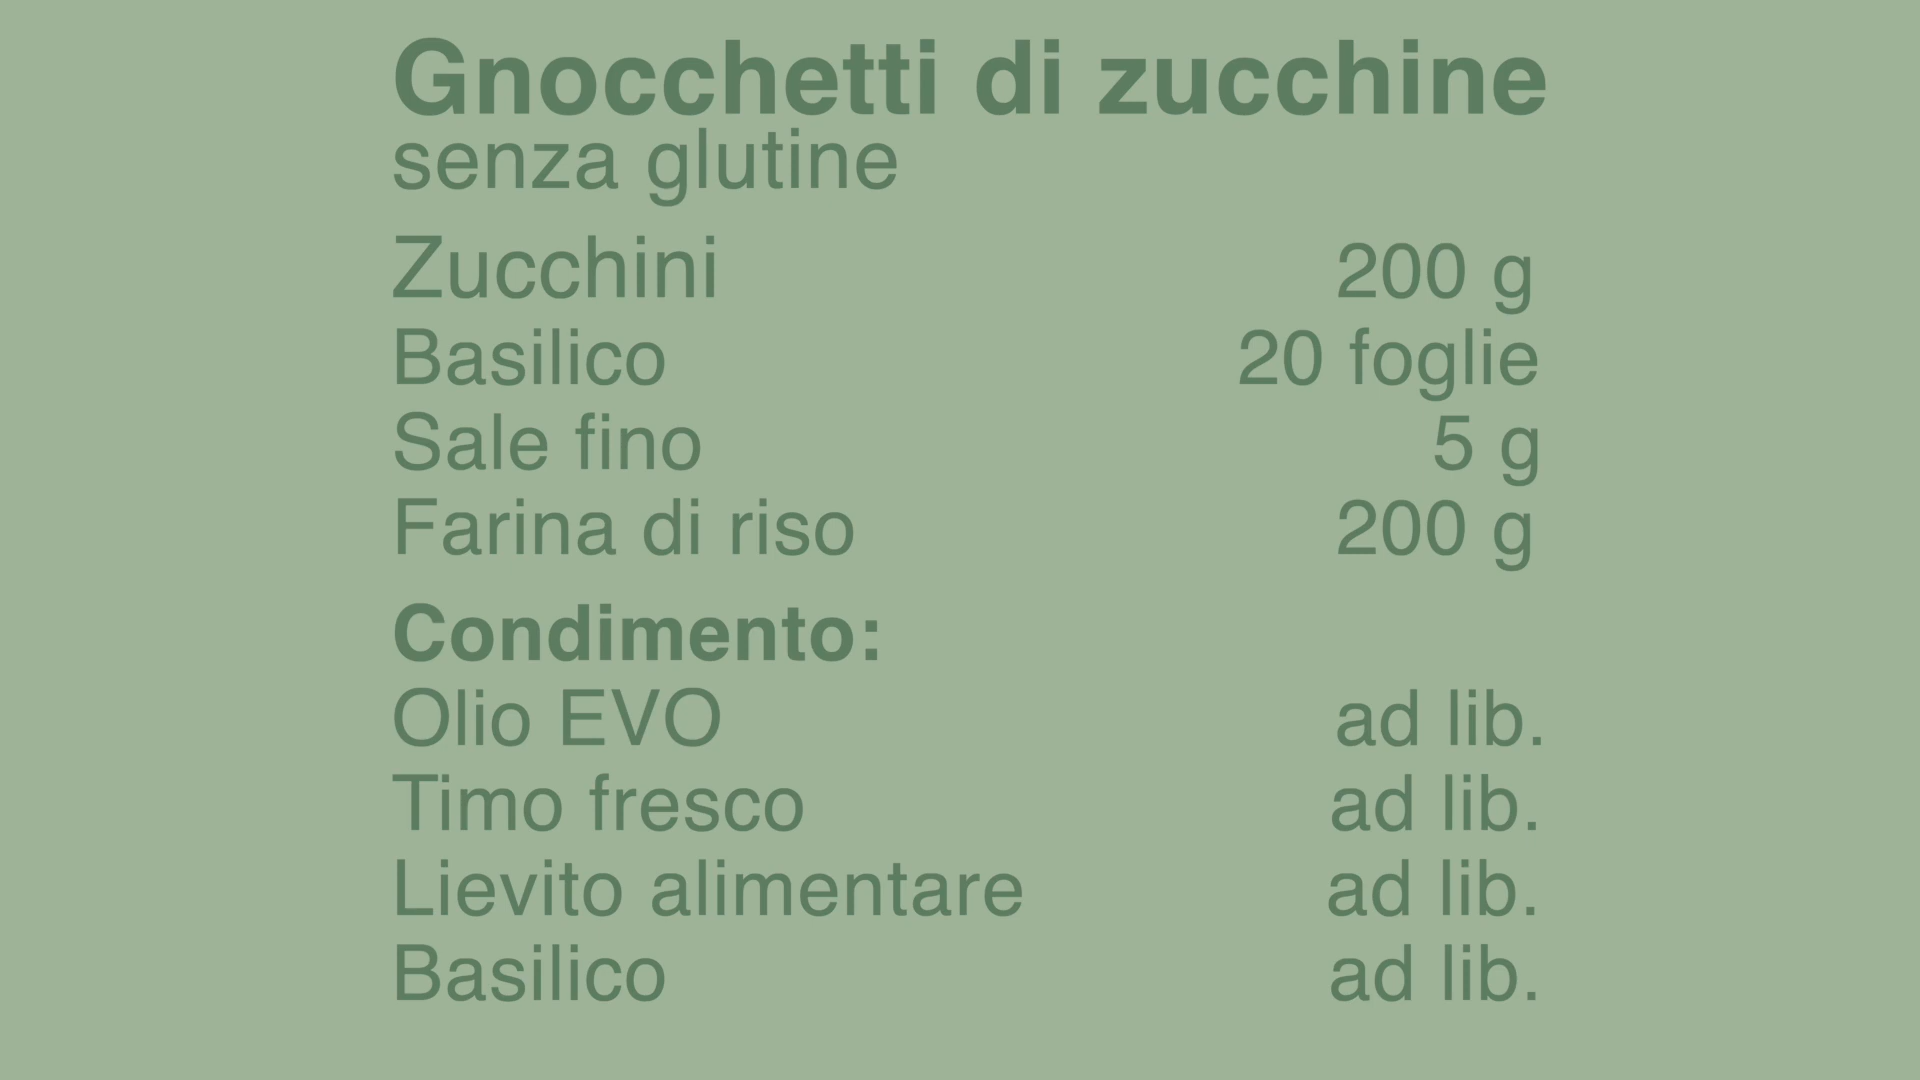 Gnocchetti di zucchine
senza glutine
Zucchini 200 g
Basilico 20 foglie
Sale fino 5 g
Farina di riso 200 g
Condimento:
Olio EVO ad lib.
Timo fresco ad lib.
Lievito alimentare ad lib.
Basilico ad lib.